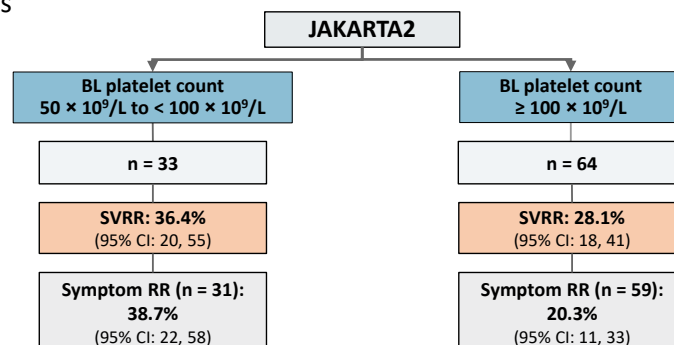 s
JAKARTA2
BL platelet count
50 × 10⁹/L to < 100 × 10⁹/L
n = 33
SVRR: 36.4%
(95% CI: 20, 55)
Symptom RR (n = 31):
38.7%
(95% CI: 22, 58)
BL platelet count
≥ 100 × 10⁹/L
n = 64
SVRR: 28.1%
(95% CI: 18, 41)
Symptom RR (n = 59):
20.3%
(95% CI: 11, 33)